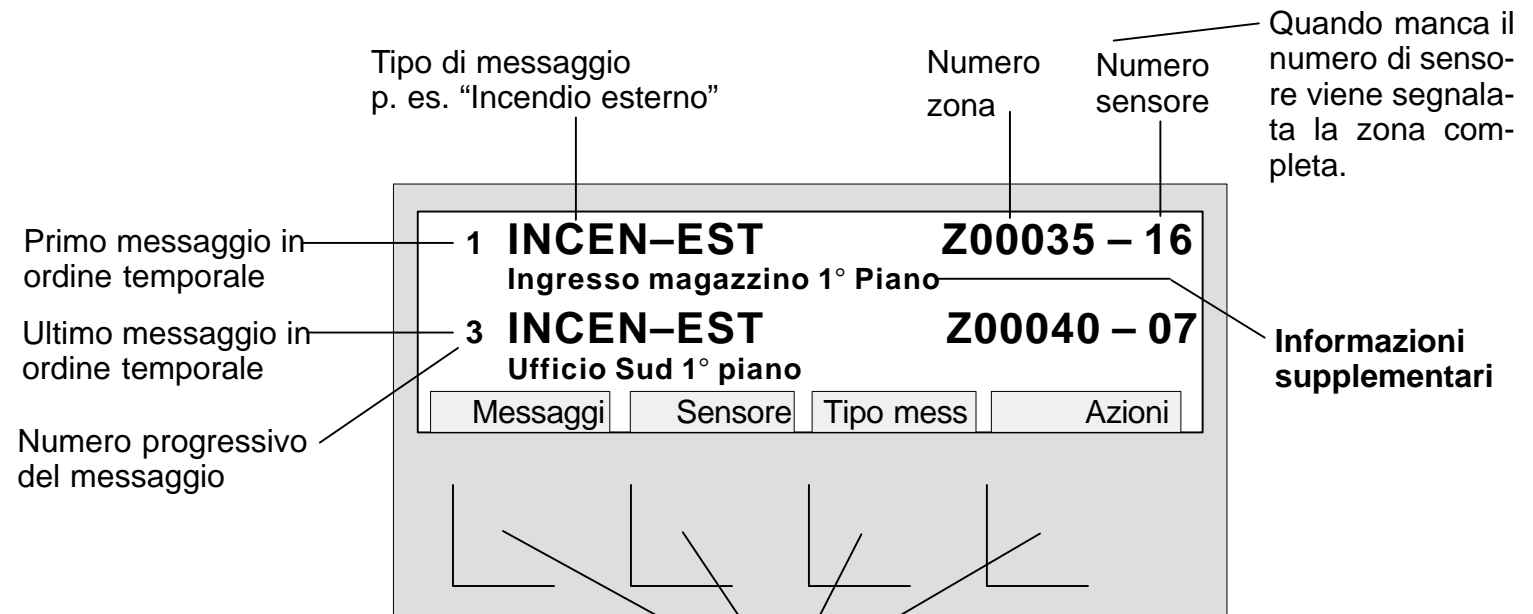 Quando manca il
numero di senso-
re viene segnala-
ta la zona com-
pleta.
Tipo di messaggio
p. es. “Incendio esterno”
Numero
zona
Numero
sensore
Primo messaggio in
ordine temporale
1 INCEN–EST Z00035 – 16
Ingresso magazzino 1° Piano
Ultimo messaggio in
ordine temporale
3 INCEN–EST Z00040 – 07
Ufficio Sud 1° piano
Informazioni
supplementari
Messaggi Sensore Tipo mess Azioni
Numero progressivo
del messaggio